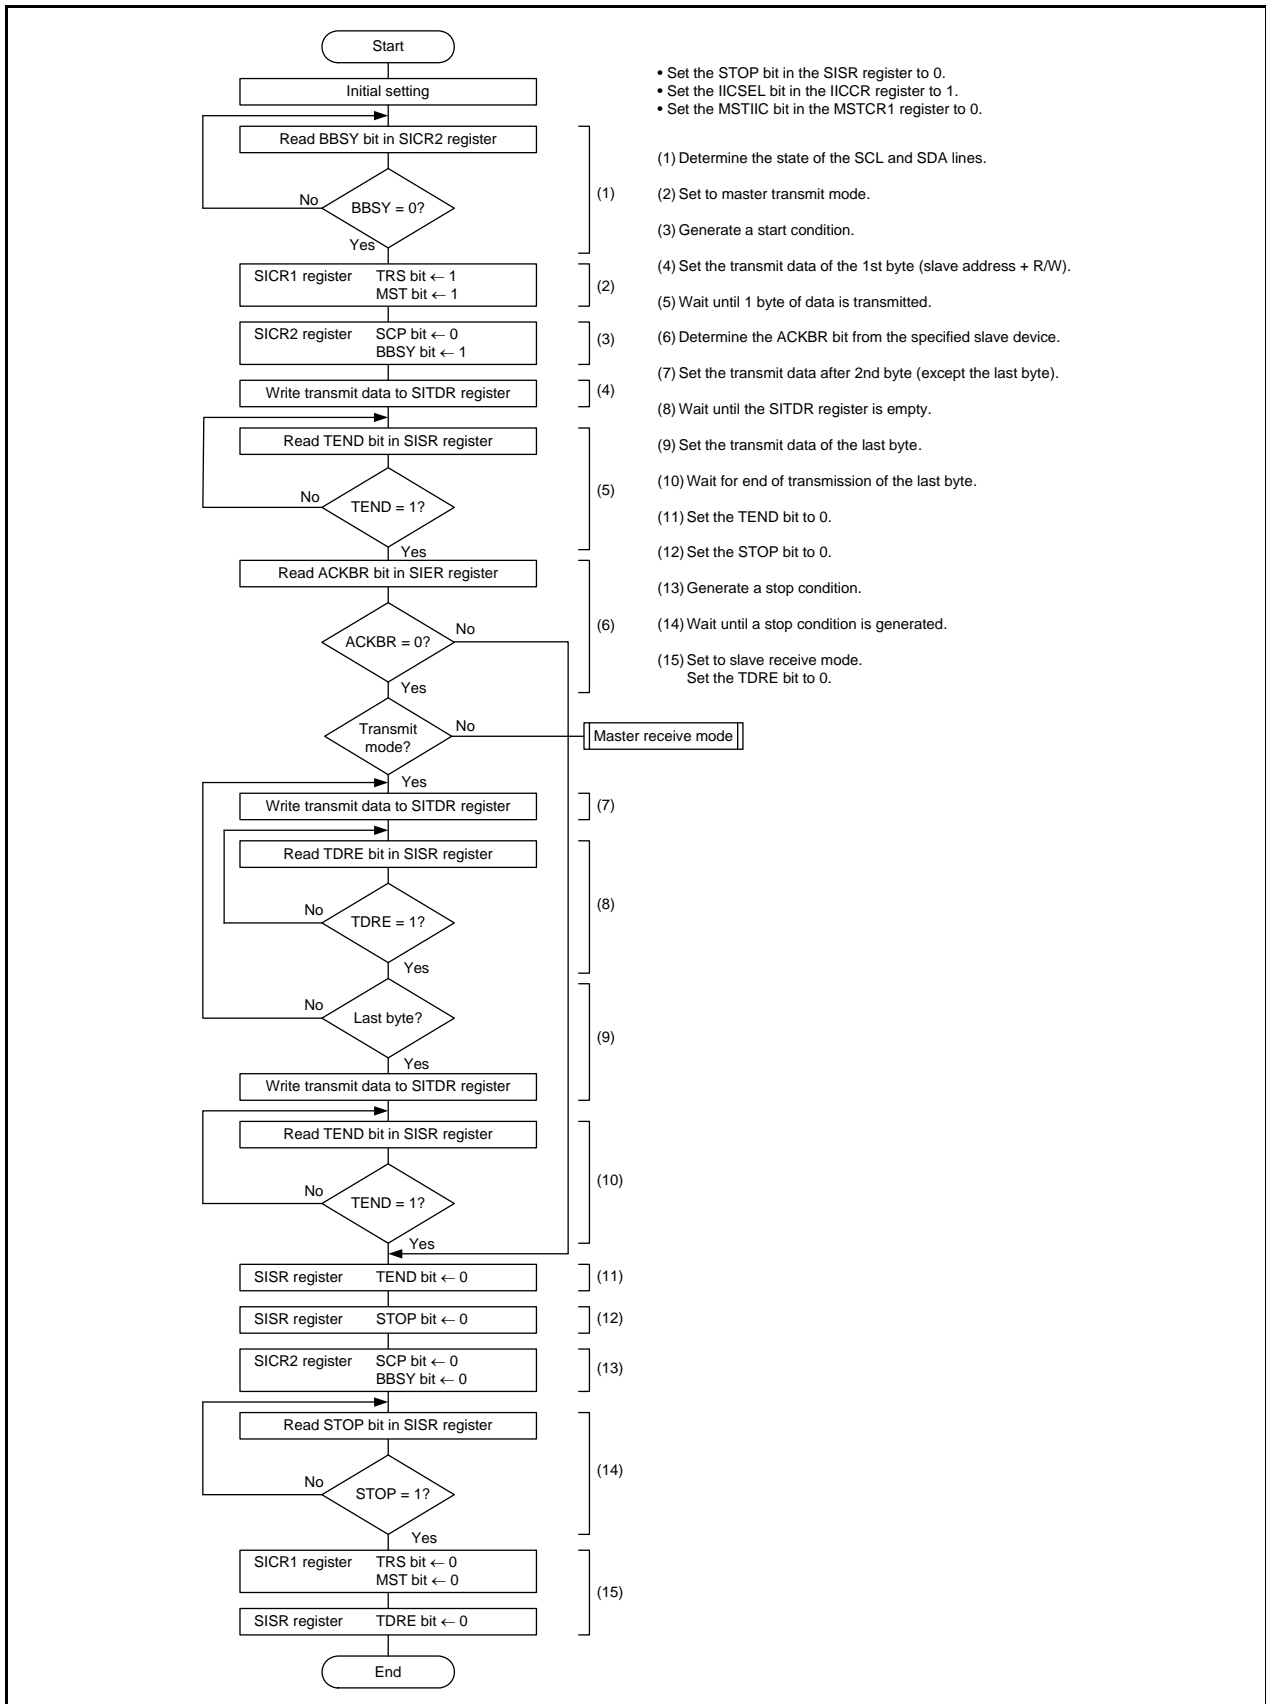 Start
Initial setting
• Set the STOP bit in the SISR register to 0.
• Set the IICSEL bit in the IICCR register to 1.
• Set the MSTIIC bit in the MSTCR1 register to 0.
Read BBSY bit in SICR2 register
BBSY = 0?
No
Yes
(1)
SICR1 register TRS bit ← 1
MST bit ← 1
(2)
SICR2 register SCP bit ← 0
BBSY bit ← 1
(3)
Write transmit data to SITDR register
(4)
Read TEND bit in SISR register
TEND = 1?
No
Yes
(5)
Read ACKBR bit in SIER register
ACKBR = 0?
No
Yes
(6)
Transmit
mode?
No
Yes
Master receive mode
Write transmit data to SITDR register
(7)
Read TDRE bit in SISR register
TDRE = 1?
No
Yes
(8)
Last byte?
No
Yes
Write transmit data to SITDR register
(9)
Read TEND bit in SISR register
TEND = 1?
No
Yes
(10)
SISR register TEND bit ← 0
(11)
SISR register STOP bit ← 0
(12)
SICR2 register SCP bit ← 0
BBSY bit ← 0
(13)
Read STOP bit in SISR register
STOP = 1?
No
Yes
(14)
SICR1 register TRS bit ← 0
MST bit ← 0
SISR register TDRE bit ← 0
(15)
End
(1) Determine the state of the SCL and SDA lines.
(2) Set to master transmit mode.
(3) Generate a start condition.
(4) Set the transmit data of the 1st byte (slave address + R/W).
(5) Wait until 1 byte of data is transmitted.
(6) Determine the ACKBR bit from the specified slave device.
(7) Set the transmit data after 2nd byte (except the last byte).
(8) Wait until the SITDR register is empty.
(9) Set the transmit data of the last byte.
(10) Wait for end of transmission of the last byte.
(11) Set the TEND bit to 0.
(12) Set the STOP bit to 0.
(13) Generate a stop condition.
(14) Wait until a stop condition is generated.
(15) Set to slave receive mode.
Set the TDRE bit to 0.